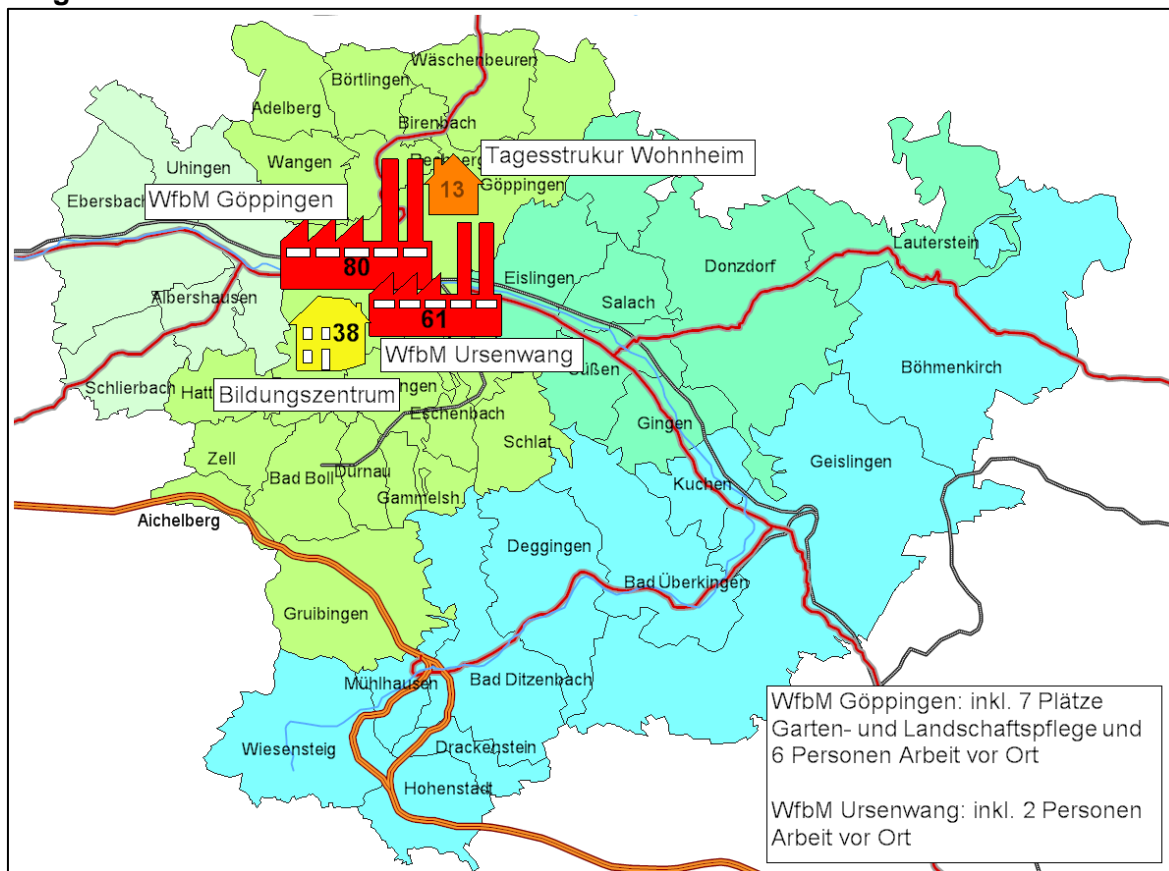 Wäschenbeuren
Börtlingen
Adelberg
Birenbach
Wangen
Tagesstrukur Wohnheim
13
Göppingen
Uhingen
Ebersbach
WfbM Göppingen
80
Lauterstein
Donzdorf
Eislingen
Salach
Albershausen
61
38
WfbM Ursenwang
Böhmenkirch
Schlierbach
Hatt
Bildungszentrum
ingen
Eschenbach
Gingen
Schlat
Zell
Bad Boll
Dürnau
Gammelsh.
Geislingen
Kuchen
Aichelberg
Deggingen
Bad Überkingen
Gruibingen
Mühlhausen
Bad Ditzenbach
Wiesensteig
Drackenstein
Hohenstadt
WfbM Göppingen: inkl. 7 Plätze
Garten- und Landschaftspflege und
6 Personen Arbeit vor Ort
WfbM Ursenwang: inkl. 2 Personen
Arbeit vor Ort